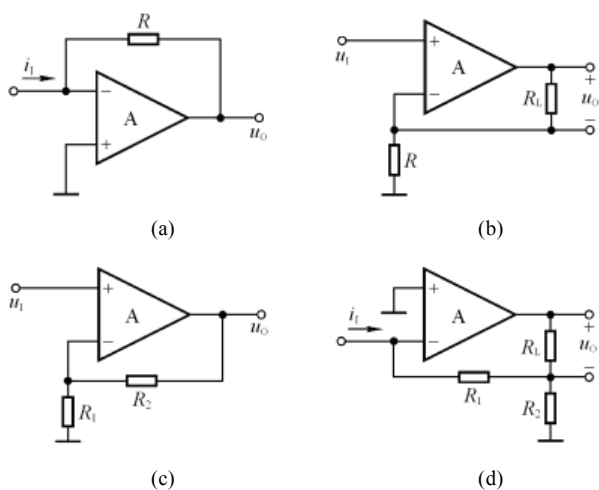 R
i_I
−
A
+
u_O
(a)
u_I
+
A
−
R_L
+
u_O
−
R
(b)
u_I
+
A
−
u_O
R_2
R_1
(c)
+
A
−
i_I
R_1
R_L
+
u_O
−
R_2
(d)